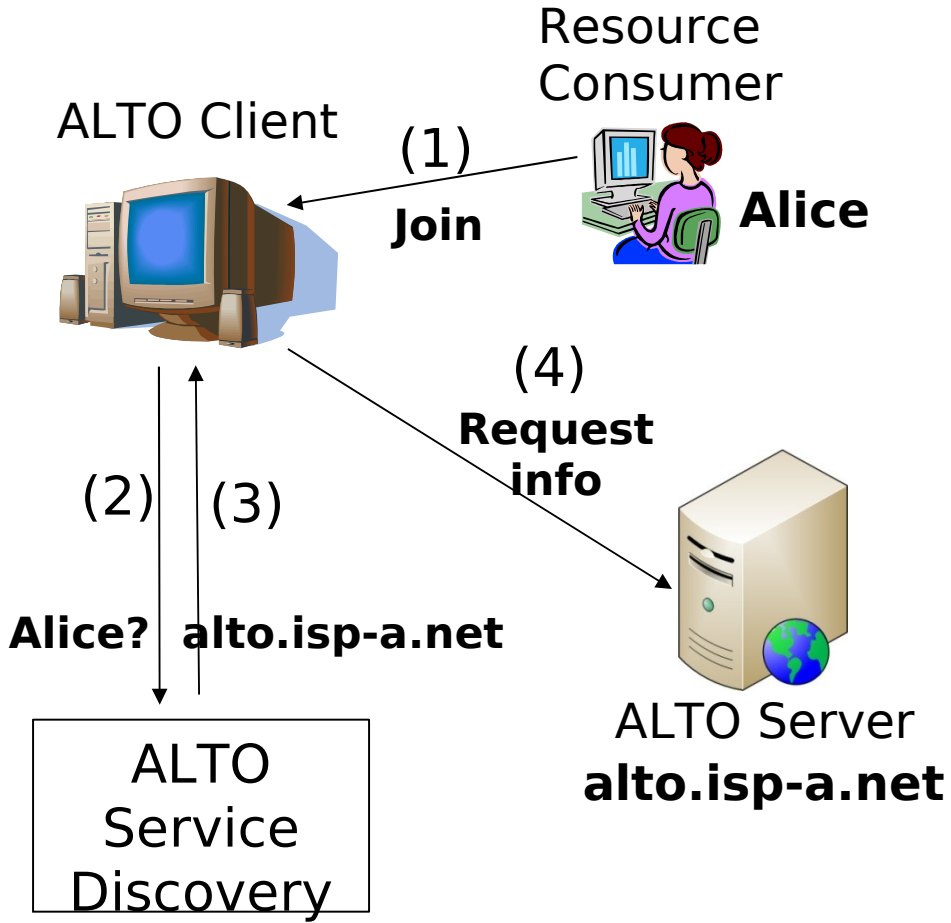 Resource
Consumer
ALTO Client
(1)
Join
Alice
(4)
Request
info
(2)
(3)
Alice?
alto.isp-a.net
ALTO Server
alto.isp-a.net
ALTO
Service
Discovery